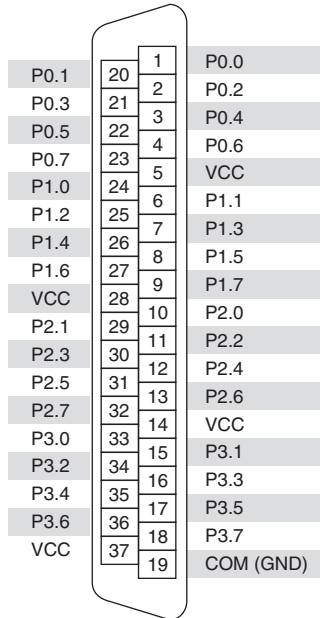 1 P0.0
P0.1 20
2 P0.2
P0.3 21
3 P0.4
P0.5 22
4 P0.6
P0.7 23
5 VCC
P1.0 24
6 P1.1
P1.2 25
7 P1.3
P1.4 26
8 P1.5
P1.6 27
9 P1.7
VCC 28
10 P2.0
P2.1 29
11 P2.2
P2.3 30
12 P2.4
P2.5 31
13 P2.6
P2.7 32
14 VCC
P3.0 33
15 P3.1
P3.2 34
16 P3.3
P3.4 35
17 P3.5
P3.6 36
18 P3.7
VCC 37
19 COM (GND)